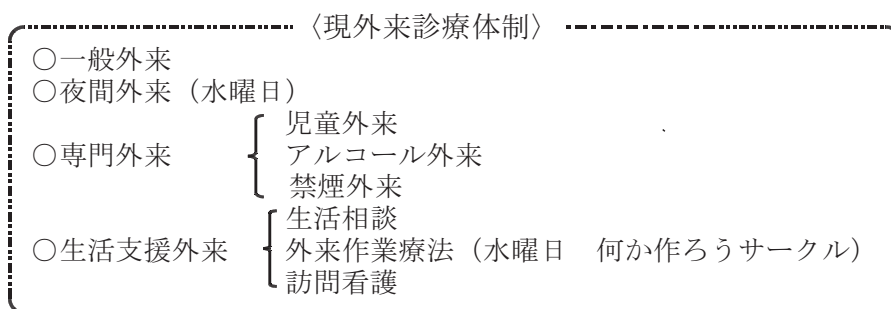 〈現外来診療体制〉
○一般外来
○夜間外来（水曜日）
児童外来
○専門外来 アルコール外来
禁煙外来
生活相談
○生活支援外来 外来作業療法（水曜日　何か作ろうサークル）
訪問看護